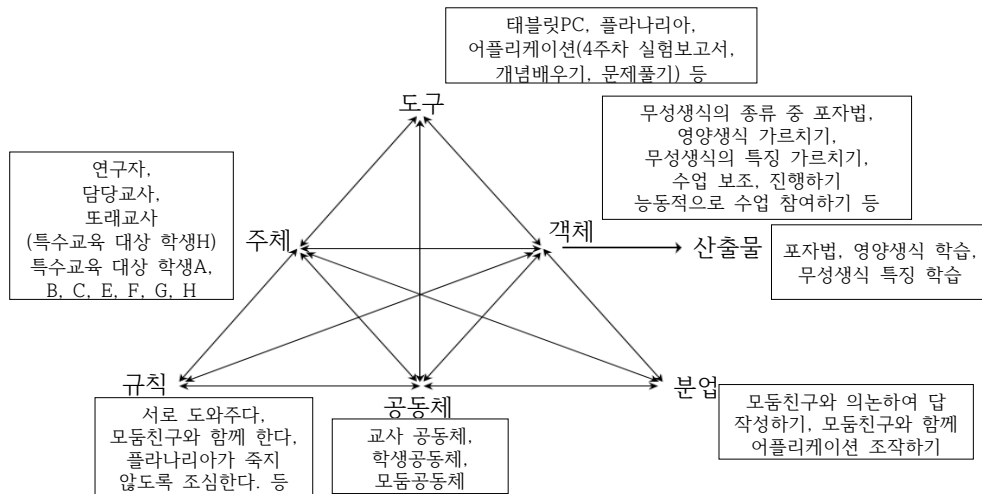 태블릿PC, 플라나리아,
어플리케이션(4주차 실험보고서,
개념배우기, 문제풀기) 등
도구
무성생식의 종류 중 포자법,
영양생식 가르치기,
무성생식의 특징 가르치기,
수업 보조, 진행하기
능동적으로 수업 참여하기 등
연구자,
담당교사,
또래교사
(특수교육 대상 학생H)
특수교육 대상 학생A,
B, C, E, F, G, H
주체
객체
산출물
포자법, 영양생식 학습,
무성생식 특징 학습
규칙
서로 도와주다,
모둠친구와 함께 한다,
플라나리아가 죽지
않도록 조심한다. 등
공동체
교사 공동체,
학생공동체,
모둠공동체
분업
모둠친구와 의논하여 답
작성하기, 모둠친구와 함께
어플리케이션 조작하기